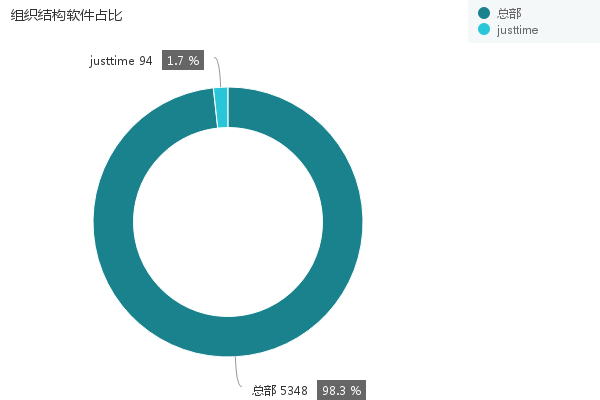 组织结构软件占比
总部
justtime
justtime 94 1.7 %
总部 5348 98.3 %